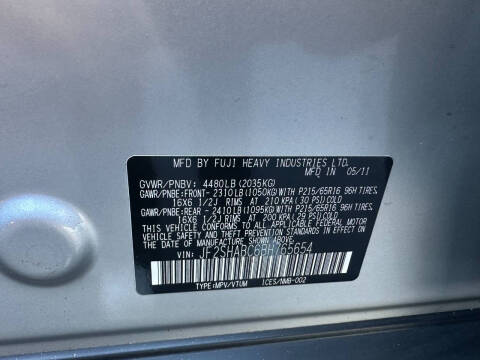 MFD BY FUJI HEAVY INDUSTRIES LTD.
MFD IN 05/11
GVWR/PNBV: 4480LB(2035KG)
GAWR/PNBE:FRONT- 2310LB(1050KG)WITH P215/65R16 96H TIRES,
16X6 1/2J RIMS AT 210 KPA(30 PSI)COLD
GAWR/PNBE:REAR - 2410LB(1095KG)WITH P215/65R16 96H TIRES,
16X6 1/2J RIMS AT 200 KPA(29 PSI)COLD
THIS VEHICLE CONFORMS TO ALL APPLICABLE FEDERAL MOTOR
VEHICLE SAFETY AND THEFT PREVENTION STANDARDS IN EFFECT
ON THE DATE OF MANUFACTURE SHOWN ABOVE.
VIN:
TYPE: MPV/VTUM ICES/NMB-002